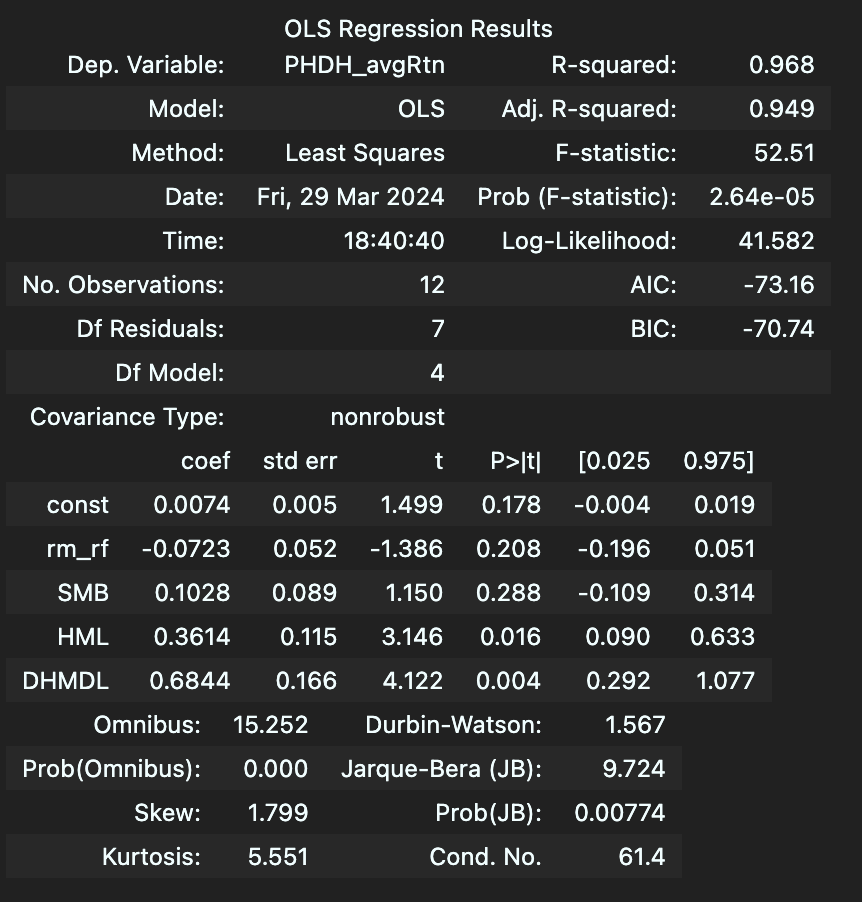 OLS Regression Results
Dep. Variable: PHDH_avgRtn R-squared: 0.968
Model: OLS Adj. R-squared: 0.949
Method: Least Squares F-statistic: 52.51
Date: Fri, 29 Mar 2024 Prob (F-statistic): 2.64e-05
Time: 18:40:40 Log-Likelihood: 41.582
No. Observations: 12 AIC: -73.16
Df Residuals: 7 BIC: -70.74
Df Model: 4
Covariance Type: nonrobust
coef std err t P>|t| [0.025 0.975]
const 0.0074 0.005 1.499 0.178 -0.004 0.019
rm_rf -0.0723 0.052 -1.386 0.208 -0.196 0.051
SMB 0.1028 0.089 1.150 0.288 -0.109 0.314
HML 0.3614 0.115 3.146 0.016 0.090 0.633
DHMDL 0.6844 0.166 4.122 0.004 0.292 1.077
Omnibus: 15.252 Durbin-Watson: 1.567
Prob(Omnibus): 0.000 Jarque-Bera (JB): 9.724
Skew: 1.799 Prob(JB): 0.00774
Kurtosis: 5.551 Cond. No. 61.4